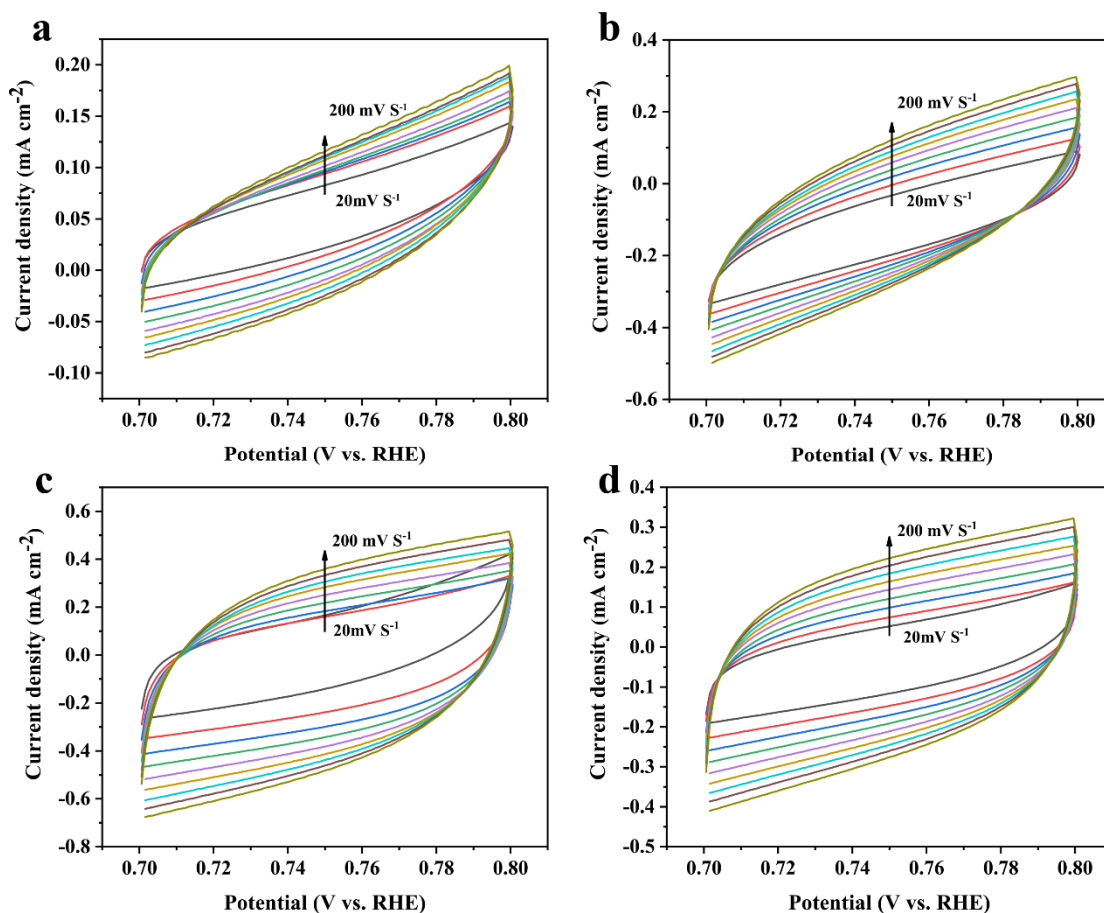 a
Current density (mA cm⁻²)
0.20
0.15
0.10
0.05
0.00
-0.05
-0.10
200 mV S⁻¹
20mV S⁻¹
0.70 0.72 0.74 0.76 0.78 0.80
Potential (V vs. RHE)
b
Current density (mA cm⁻²)
0.4
0.2
0.0
-0.2
-0.4
-0.6
200 mV S⁻¹
20mV S⁻¹
0.70 0.72 0.74 0.76 0.78 0.80
Potential (V vs. RHE)
c
Current density (mA cm⁻²)
0.6
0.4
0.2
0.0
-0.2
-0.4
-0.6
-0.8
200 mV S⁻¹
20mV S⁻¹
0.70 0.72 0.74 0.76 0.78 0.80
Potential (V vs. RHE)
d
Current density (mA cm⁻²)
0.4
0.3
0.2
0.1
0.0
-0.1
-0.2
-0.3
-0.4
-0.5
200 mV S⁻¹
20mV S⁻¹
0.70 0.72 0.74 0.76 0.78 0.80
Potential (V vs. RHE)